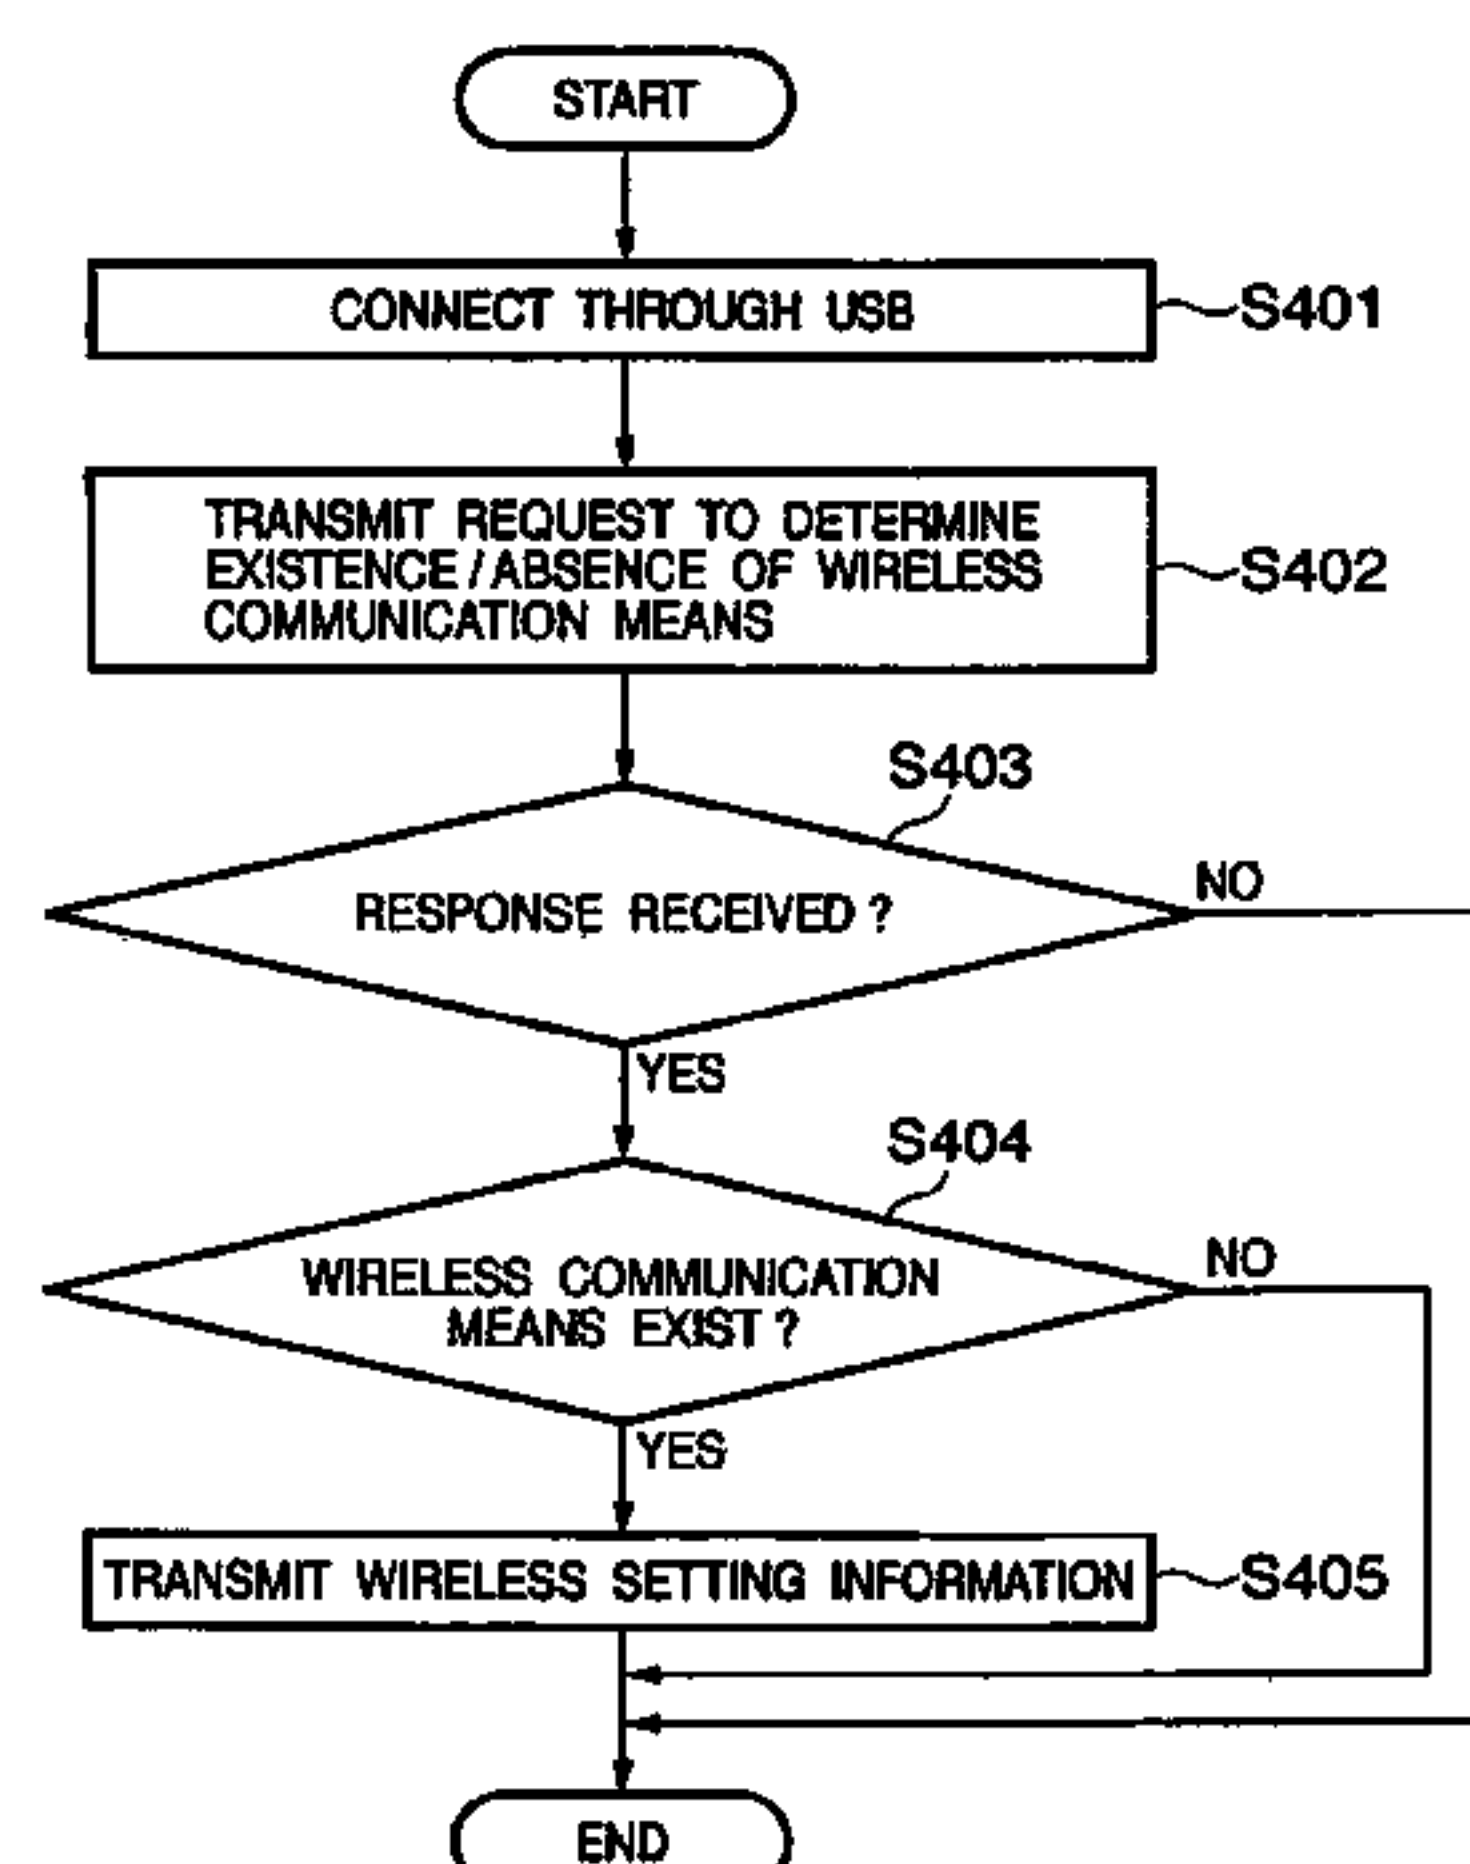 START
CONNECT THROUGH USB
S401
TRANSMIT REQUEST TO DETERMINE
EXISTENCE/ABSENCE OF WIRELESS
COMMUNICATION MEANS
S402
S403
RESPONSE RECEIVED?
NO
YES
S404
WIRELESS COMMUNICATION
MEANS EXIST?
NO
YES
TRANSMIT WIRELESS SETTING INFORMATION
S405
END